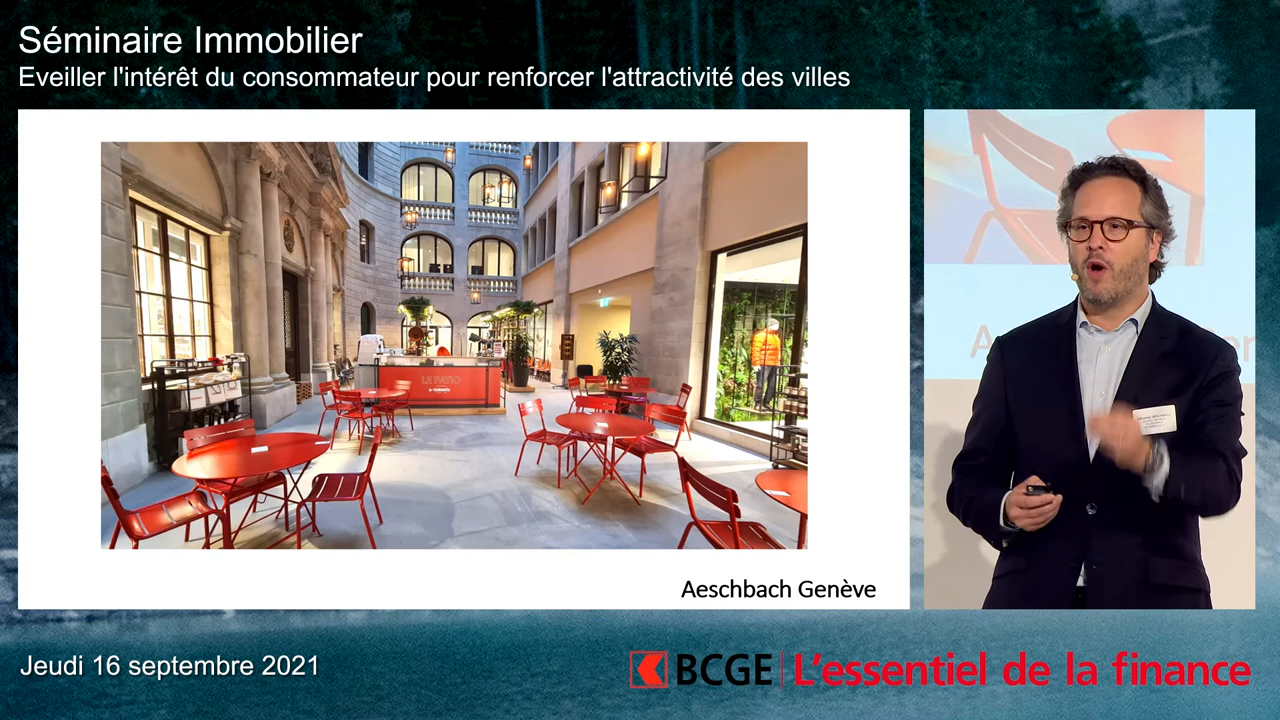 Séminaire Immobilier
Eveiller l'intérêt du consommateur pour renforcer l'attractivité des villes
LE PATIO
Aeschbach Genève
Jeudi 16 septembre 2021
BCGE L'essentiel de la finance